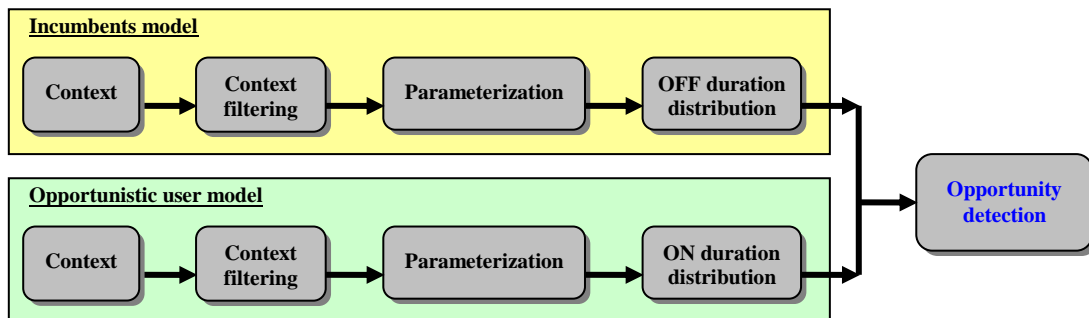 Incumbents model
Context
Context
filtering
Parameterization
OFF duration
distribution
Opportunistic user model
Context
Context
filtering
Parameterization
ON duration
distribution
Opportunity
detection